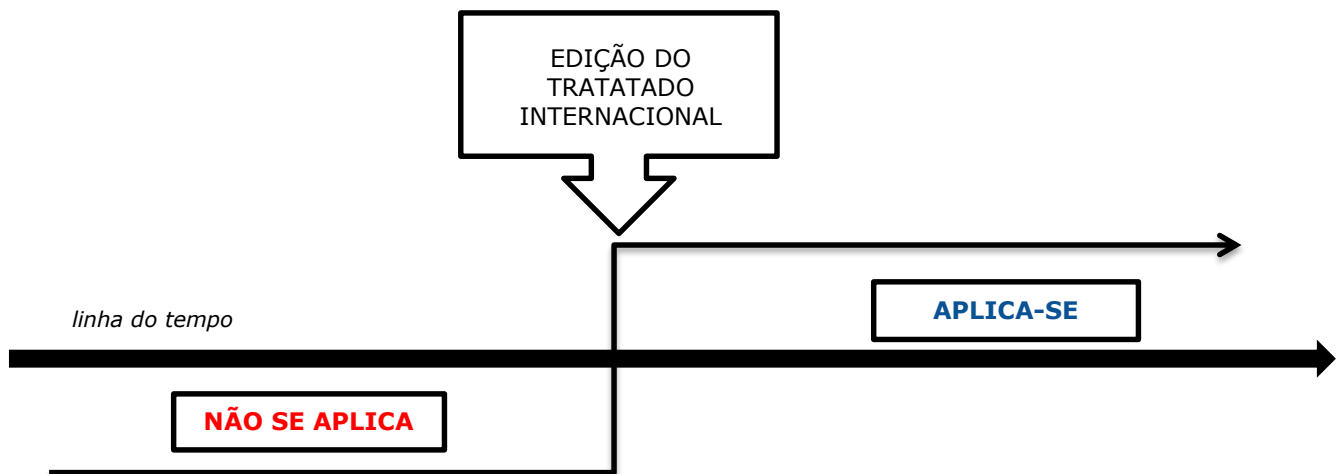 EDIÇÃO DO
TRATATADO
INTERNACIONAL
linha do tempo
APLICA-SE
NÃO SE APLICA